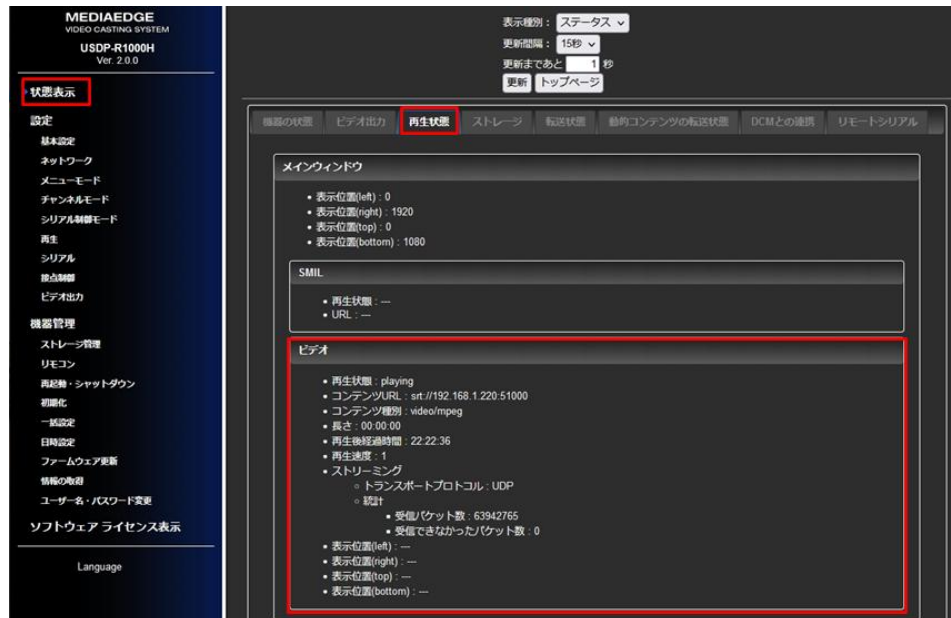 MEDIAEDGE
VIDEO CASTING SYSTEM
USDP-R1000H
Ver. 2.0.0
状態表示
設定
基本設定
ネットワーク
メニューモード
チャンネルモード
シリアル制御モード
再生
シリアル
接点制御
ビデオ出力
機器管理
ストレージ管理
リモコン
再起動・シャットダウン
初期化
一括設定
日時設定
ファームウェア更新
情報の取得
ユーザー名・パスワード変更
ソフトウェア ライセンス表示
Language
表示種別： ステータス
更新間隔： 15秒
更新まであと 1 秒
更新 トップページ
機器の状態 ビデオ出力 再生状態 ストレージ 転送状態 動的コンテンツの転送状態 DCMとの連携 リモートシリアル
メインウィンドウ
• 表示位置(left) : 0
• 表示位置(right) : 1920
• 表示位置(top) : 0
• 表示位置(bottom) : 1080
SMIL
• 再生状態 : ---
• URL : ---
ビデオ
• 再生状態 : playing
• コンテンツURL : srt://192.168.1.220:51000
• コンテンツ種別 : video/mpeg
• 長さ : 00:00:00
• 再生後経過時間 : 22:22:36
• 再生速度 : 1
• ストリーミング
◦ トランスポートプロトコル : UDP
◦ 統計
▪ 受信パケット数 : 63942765
▪ 受信できなかったパケット数 : 0
• 表示位置(left) : ---
• 表示位置(right) : ---
• 表示位置(top) : ---
• 表示位置(bottom) : ---